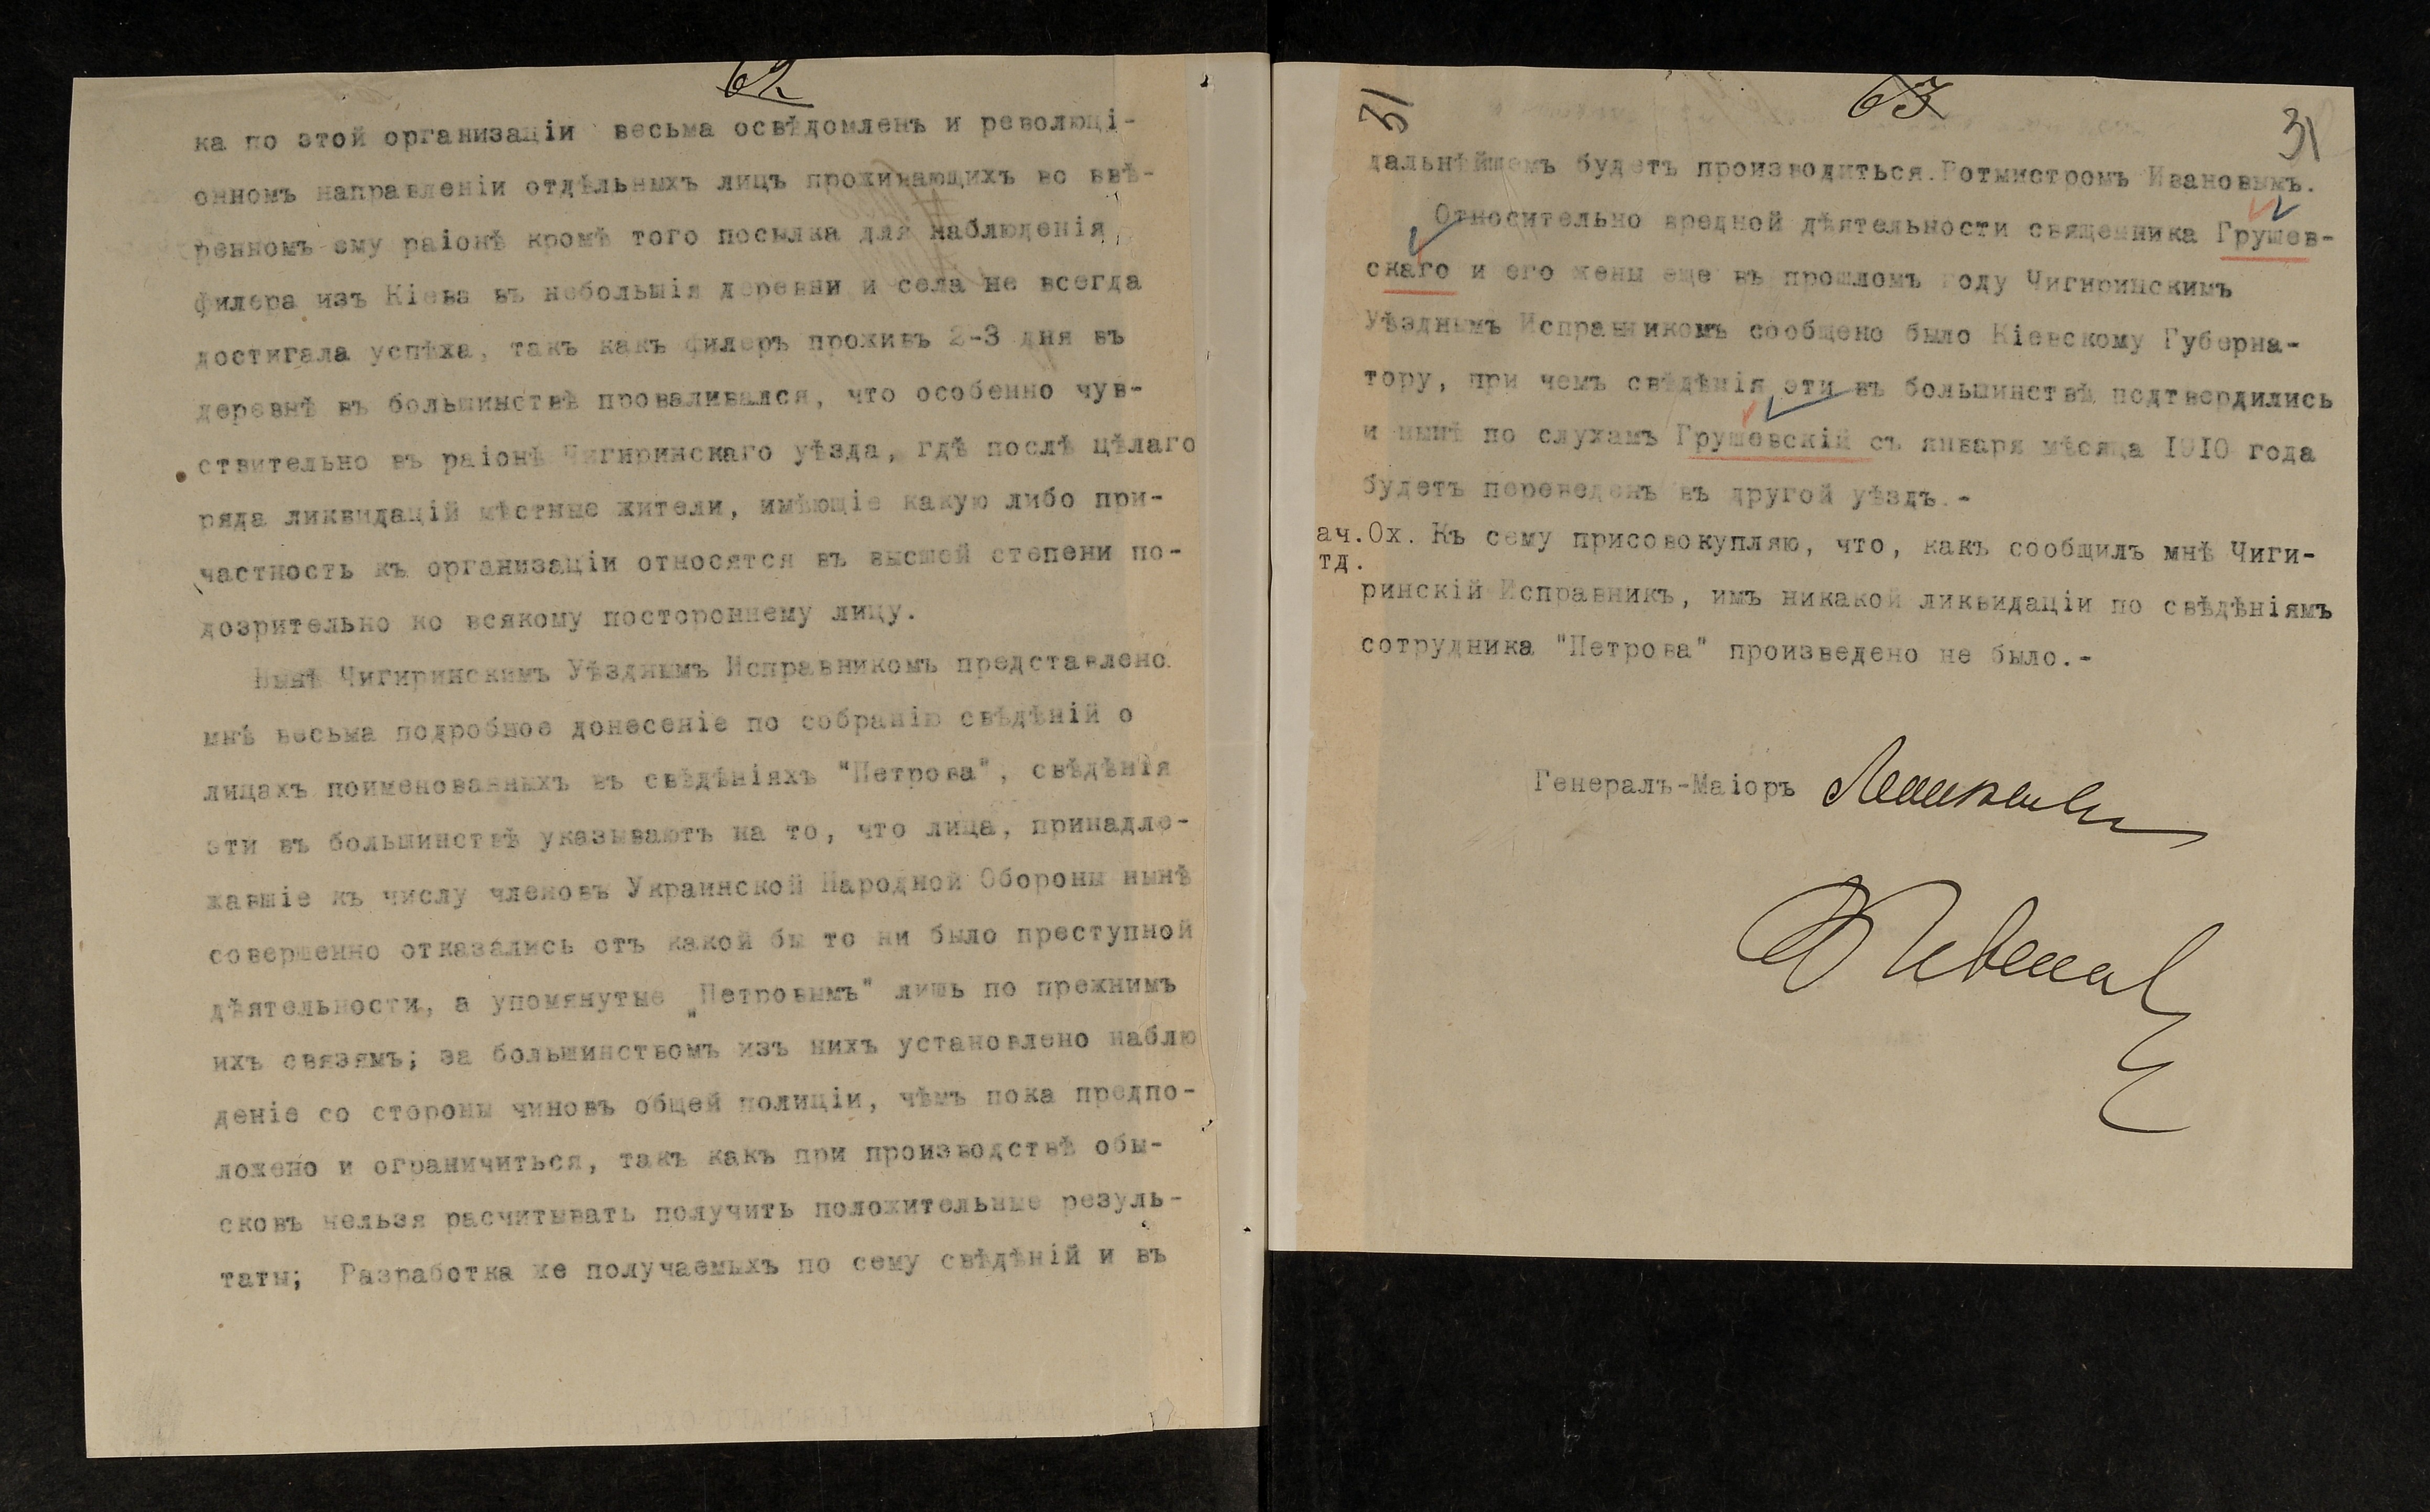 62
ка по этой организаціи весьма освѣдомленъ и революці-
онномъ направленіи отдѣльныхъ лицъ проживающихъ во ввѣ-
ренномъ ему раіонѣ кромѣ того посылка для наблюденія
филера изъ Кіева въ небольшія деревни и села не всегда
достигала успѣха, такъ какъ филеръ проживъ 2-3 дня въ
деревнѣ въ большинствѣ проваливался, что особенно чув-
ствительно въ раіонѣ Чигиринскаго уѣзда, гдѣ послѣ цѣлаго
ряда ликвидацій мѣстные жители, имѣющіе какую либо при-
частность къ организаціи относятся въ высшей степени по-
дозрительно ко всякому постороннему лицу.
Нынѣ Чигиринскимъ Уѣзднымъ Исправникомъ представлено
мнѣ весьма подробное донесеніе по собранію свѣдѣній о
лицахъ поименованныхъ въ свѣдѣніяхъ "Петрова", свѣдѣнія
эти въ большинствѣ указываютъ на то, что лица, принадле-
жавшіе къ числу членовъ Украинской Народной Обороны нынѣ
совершенно отказались отъ какой бы то ни было преступной
дѣятельности, а упомянутые „Петровымъ" лишь по прежнимъ
ихъ связямъ; за большинствомъ изъ нихъ установлено наблю
деніе со стороны чиновъ общей полиціи, чѣмъ пока предпо-
ложено и ограничиться, такъ какъ при производствѣ обы-
сковъ нельзя расчитывать получить положительные резуль-
таты; Разработка же получаемыхъ по сему свѣдѣній и въ
31
63
31
дальнѣйшемъ будетъ производиться Ротмистромъ Ивановымъ.
Относительно вредной дѣятельности священника Грушев-
скаго и его жены еще въ прошломъ году Чигиринскимъ
Уѣзднымъ Исправникомъ сообщено было Кіевскому Губерна-
тору, при чемъ свѣдѣнія эти въ большинствѣ подтвердились
и нынѣ по слухамъ Грушевскій съ января мѣсяца 1910 года
будетъ переведенъ въ другой уѣздъ.-
ач.Ох. Къ сему присовокупляю, что, какъ сообщилъ мнѣ Чиги-
тд.
ринскій Исправникъ, имъ никакой ликвидаціи по свѣдѣніямъ
сотрудника "Петрова" произведено не было.-
Генералъ-Маіоръ